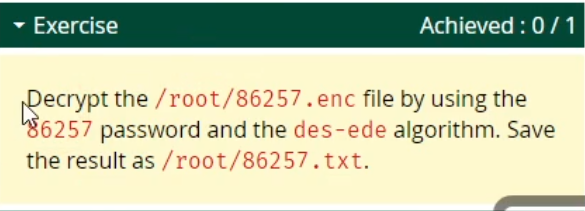 Exercise Achieved : 0 / 1
Decrypt the /root/86257.enc file by using the
86257 password and the des-ede algorithm. Save
the result as /root/86257.txt.